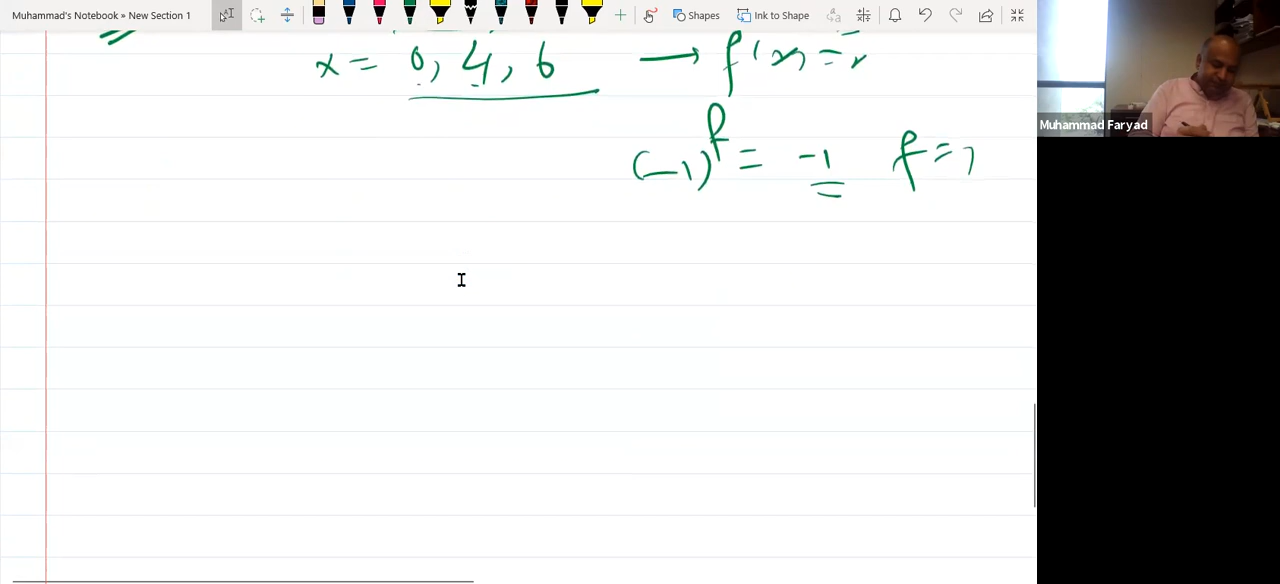 Muhammad's Notebook » New Section 1
Shapes
Ink to Shape
x = 0, 4, 6 → f(x) =
(-1)^f = -1 f = 1
Muhammad Faryad